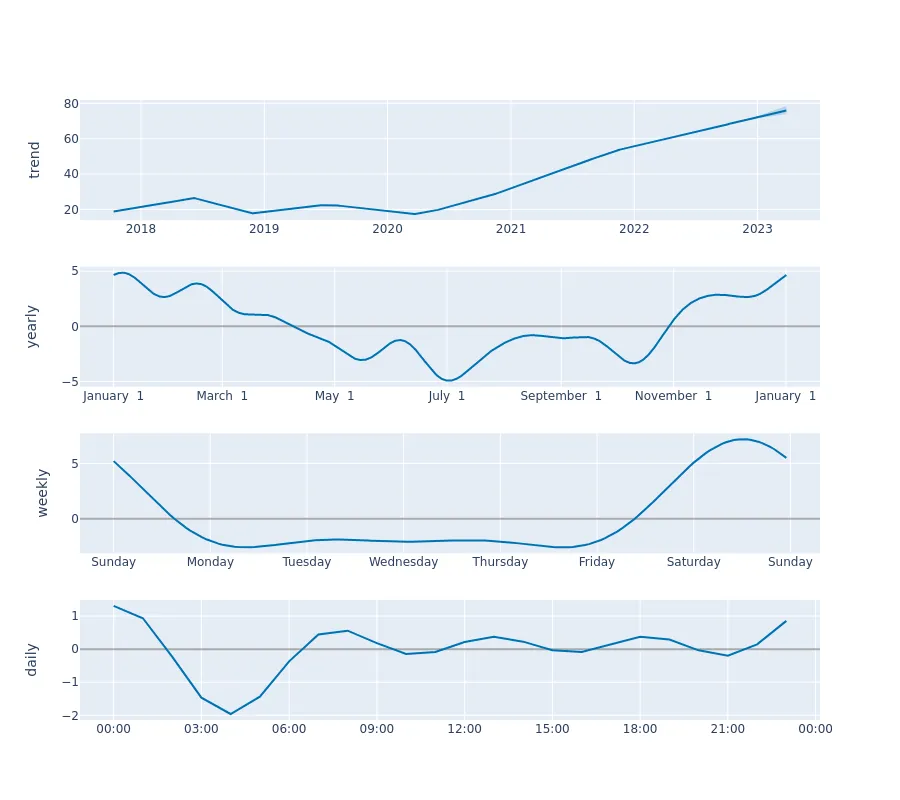 trend
80
60
40
20
2018 2019 2020 2021 2022 2023
yearly
5
0
−5
January 1 March 1 May 1 July 1 September 1 November 1 January 1
weekly
5
0
Sunday Monday Tuesday Wednesday Thursday Friday Saturday Sunday
daily
1
0
−1
−2
00:00 03:00 06:00 09:00 12:00 15:00 18:00 21:00 00:00